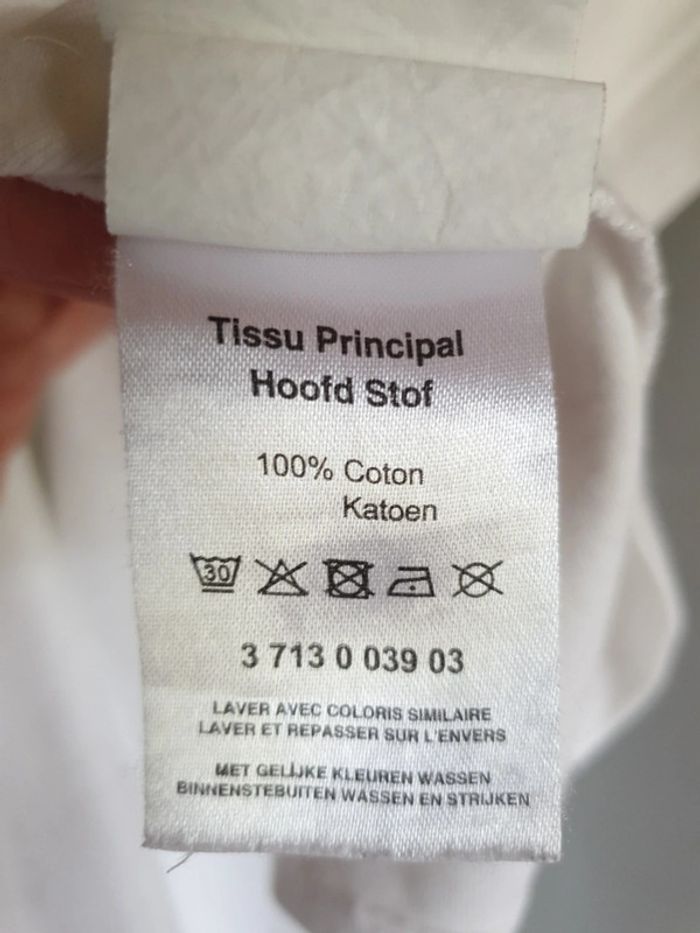 Tissu Principal
Hoofd Stof
100% Coton
Katoen
30
3 713 0 039 03
LAVER AVEC COLORIS SIMILAIRE
LAVER ET REPASSER SUR L'ENVERS
MET GELIJKE KLEUREN WASSEN
BINNENSTEBUITEN WASSEN EN STRIJKEN